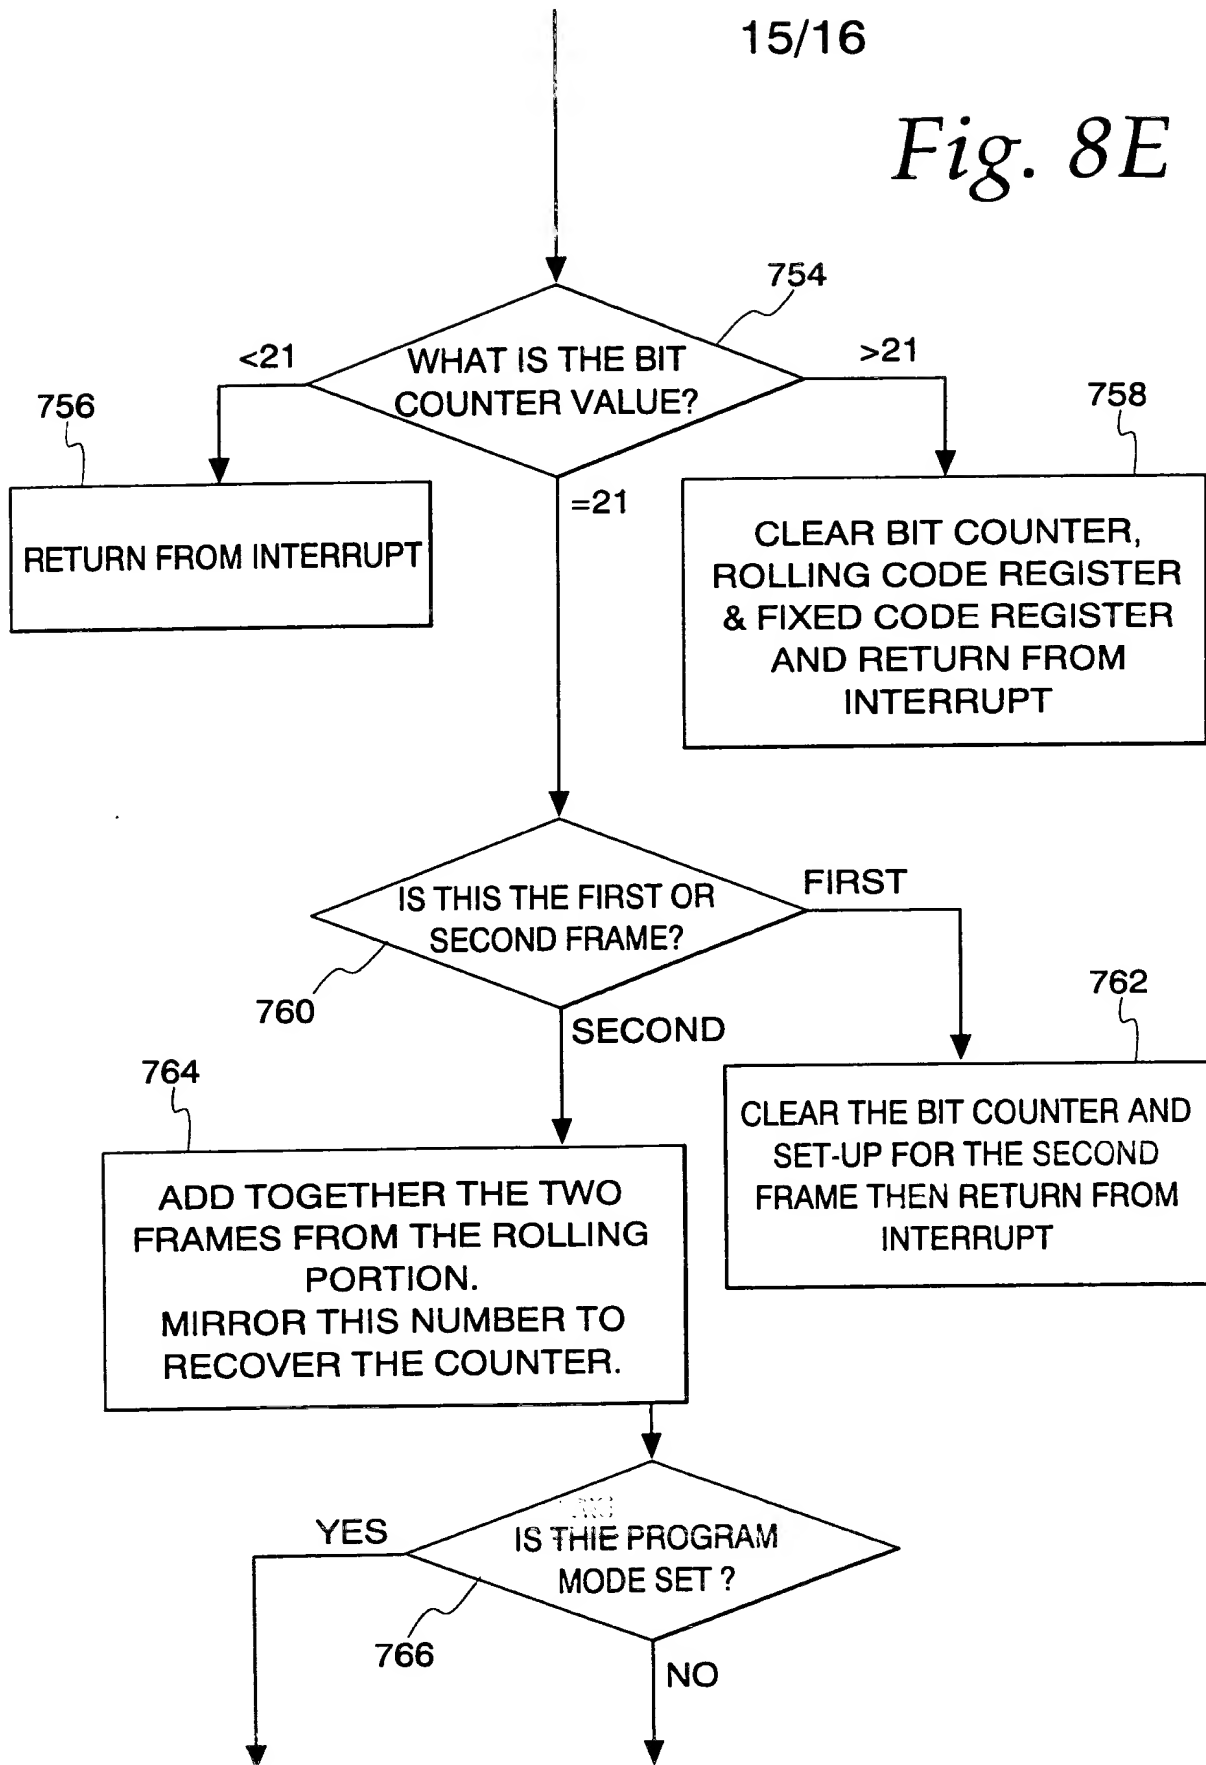 15/16
Fig. 8E
754
<21
WHAT IS THE BIT
COUNTER VALUE?
>21
756
758
=21
RETURN FROM INTERRUPT
CLEAR BIT COUNTER,
ROLLING CODE REGISTER
& FIXED CODE REGISTER
AND RETURN FROM
INTERRUPT
FIRST
IS THIS THE FIRST OR
SECOND FRAME?
760
SECOND
762
764
CLEAR THE BIT COUNTER AND
SET-UP FOR THE SECOND
FRAME THEN RETURN FROM
INTERRUPT
ADD TOGETHER THE TWO
FRAMES FROM THE ROLLING
PORTION.
MIRROR THIS NUMBER TO
RECOVER THE COUNTER.
YES
IS THIE PROGRAM
MODE SET ?
766
NO